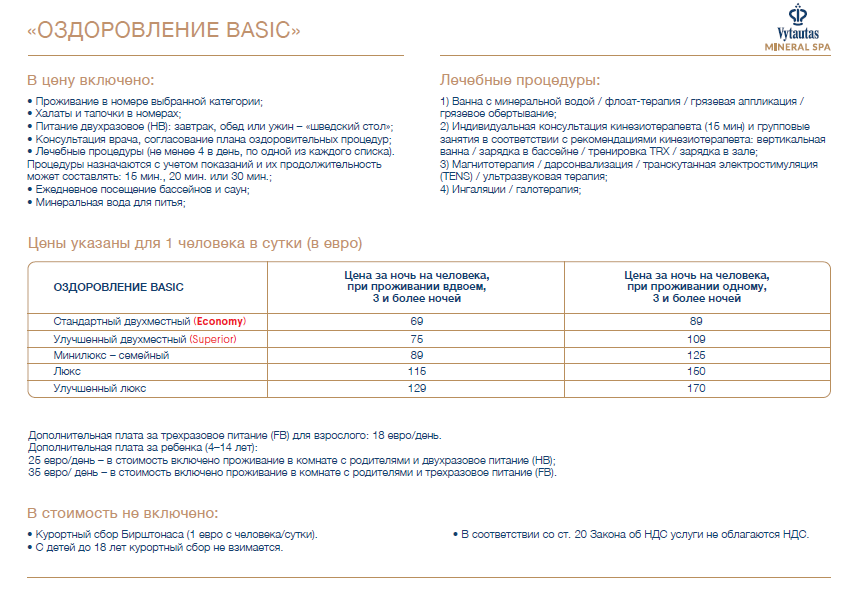 «ОЗДОРОВЛЕНИЕ BASIC»
Vytautas
MINERAL SPA
В цену включено:
• Проживание в номере выбранной категории;
• Халаты и тапочки в номерах;
• Питание двухразовое (HB): завтрак, обед или ужин – «шведский стол»;
• Консультация врача, согласование плана оздоровительных процедур;
• Лечебные процедуры (не менее 4 в день, по одной из каждого списка).
Процедуры назначаются с учетом показаний и их продолжительность
может составлять: 15 мин., 20 мин. или 30 мин.;
• Ежедневное посещение бассейнов и саун;
• Минеральная вода для питья;
Лечебные процедуры:
1) Ванна с минеральной водой / флоат-терапия / грязевая аппликация /
грязевое обертывание;
2) Индивидуальная консультация кинезиотерапевта (15 мин) и групповые
занятия в соответствии с рекомендациями кинезиотерапевта: вертикальная
ванна / зарядка в бассейне / тренировка TRX / зарядка в зале;
3) Магнитотерапия / дарсонвализация / транскутанная электростимуляция
(TENS) / ультразвуковая терапия;
4) Ингаляции / галотерапия;
Цены указаны для 1 человека в сутки (в евро)
ОЗДОРОВЛЕНИЕ BASIC
Цена за ночь на человека,
при проживании вдвоем,
3 и более ночей
Цена за ночь на человека,
при проживании одному,
3 и более ночей
Стандартный двухместный (Economy) 69 89
Улучшенный двухместный (Superior) 75 109
Минилюкс – семейный 89 125
Люкс 115 150
Улучшенный люкс 129 170
Дополнительная плата за трехразовое питание (FB) для взрослого: 18 евро/день.
Дополнительная плата за ребенка (4–14 лет):
25 евро/день – в стоимость включено проживание в комнате с родителями и двухразовое питание (HB);
35 евро/ день – в стоимость включено проживание в комнате с родителями и трехразовое питание (FB).
В стоимость не включено:
• Курортный сбор Бирштонаса (1 евро с человека/сутки).
• С детей до 18 лет курортный сбор не взимается.
• В соответствии со ст. 20 Закона об НДС услуги не облагаются НДС.